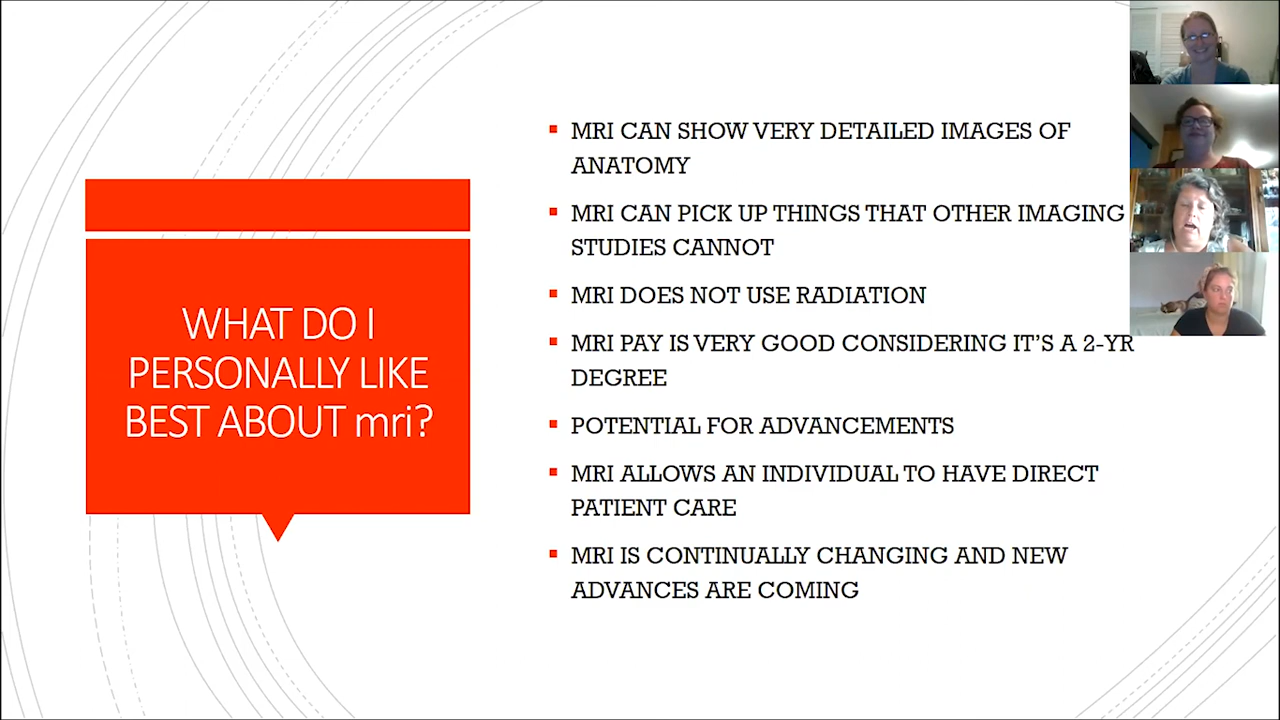 WHAT DO I
PERSONALLY LIKE
BEST ABOUT mri?
▪ MRI CAN SHOW VERY DETAILED IMAGES OF
ANATOMY
▪ MRI CAN PICK UP THINGS THAT OTHER IMAGING
STUDIES CANNOT
▪ MRI DOES NOT USE RADIATION
▪ MRI PAY IS VERY GOOD CONSIDERING IT’S A 2-YR
DEGREE
▪ POTENTIAL FOR ADVANCEMENTS
▪ MRI ALLOWS AN INDIVIDUAL TO HAVE DIRECT
PATIENT CARE
▪ MRI IS CONTINUALLY CHANGING AND NEW
ADVANCES ARE COMING